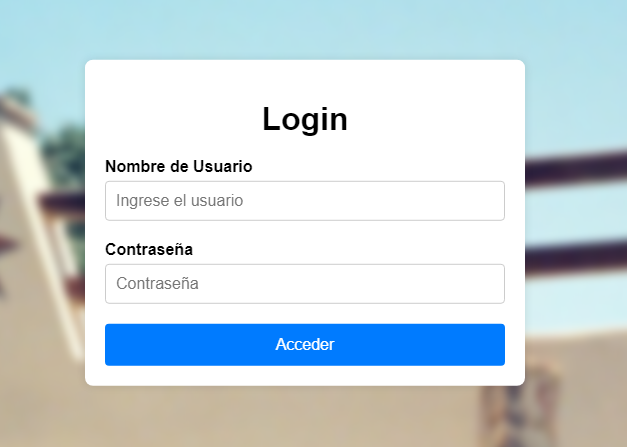 Login
Nombre de Usuario
Ingrese el usuario
Contraseña
Contraseña
Acceder